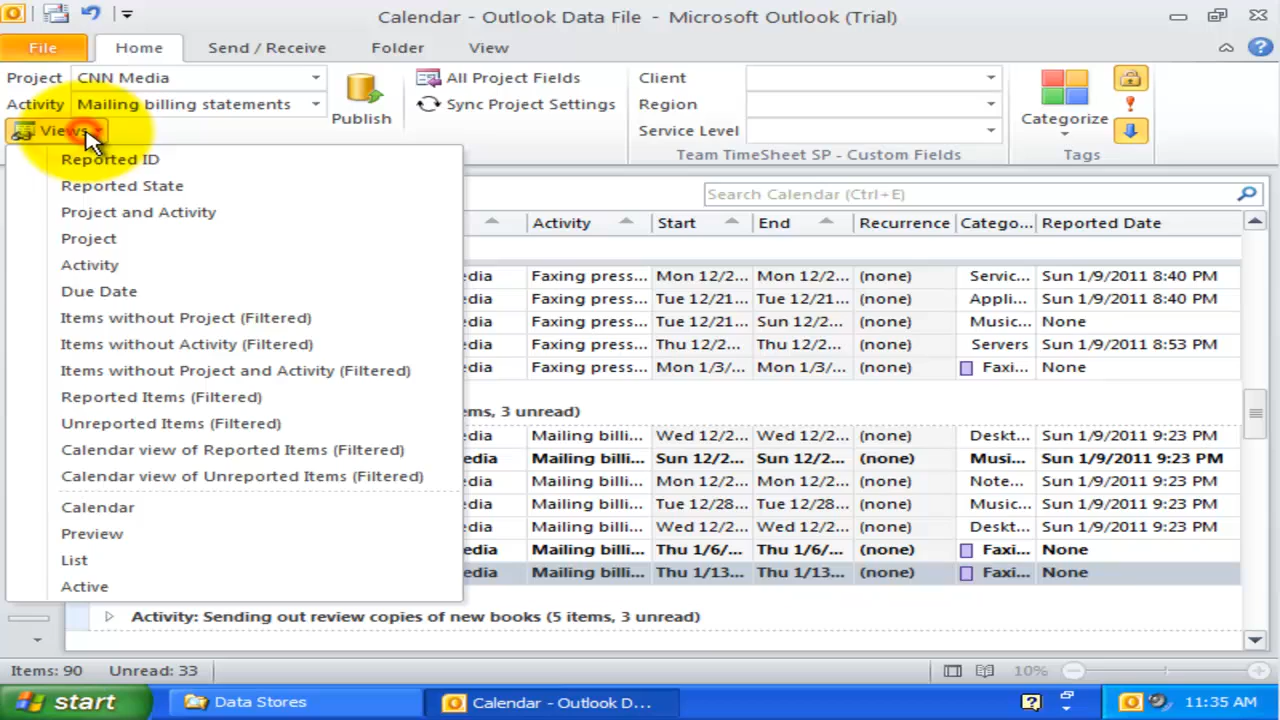 Calendar - Outlook Data File - Microsoft Outlook (Trial)
File Home Send / Receive Folder View
Project CNN Media
Activity Mailing billing statements
Views
Publish
All Project Fields
Sync Project Settings
Client
Region
Service Level
Team TimeSheet SP - Custom Fields
Categorize
Tags
Reported ID
Reported State
Project and Activity
Project
Activity
Due Date
Items without Project (Filtered)
Items without Activity (Filtered)
Items without Project and Activity (Filtered)
Reported Items (Filtered)
Unreported Items (Filtered)
Calendar view of Reported Items (Filtered)
Calendar view of Unreported Items (Filtered)
Calendar
Preview
List
Active
Search Calendar (Ctrl+E)
Activity Start End Recurrence Catego... Reported Date
edia Faxing press... Mon 12/2... Mon 12/2... (none) Servic... Sun 1/9/2011 8:40 PM
edia Faxing press... Tue 12/21... Tue 12/21... (none) Appli... Sun 1/9/2011 8:40 PM
edia Faxing press... Tue 12/21... Sun 12/2... (none) Music... None
edia Faxing press... Thu 12/2... Thu 12/2... (none) Servers Sun 1/9/2011 8:53 PM
edia Faxing press... Mon 1/3/... Mon 1/3/... (none) Faxi... None
ems, 3 unread)
edia Mailing billi... Wed 12/2... Wed 12/2... (none) Deskt... Sun 1/9/2011 9:23 PM
edia Mailing billi... Sun 12/2... Sun 12/2... (none) Musi... Sun 1/9/2011 9:23 PM
edia Mailing billi... Mon 12/2... Mon 12/2... (none) Note... Sun 1/9/2011 9:23 PM
edia Mailing billi... Tue 12/28... Tue 12/28... (none) Music... Sun 1/9/2011 9:23 PM
edia Mailing billi... Wed 12/2... Wed 12/2... (none) Deskt... Sun 1/9/2011 9:23 PM
edia Mailing billi... Thu 1/6/... Thu 1/6/... (none) Faxi... None
edia Mailing billi... Thu 1/13... Thu 1/13... (none) Faxi... None
Activity: Sending out review copies of new books (5 items, 3 unread)
Items: 90 Unread: 33 10%
start Data Stores Calendar - Outlook D... 11:35 AM